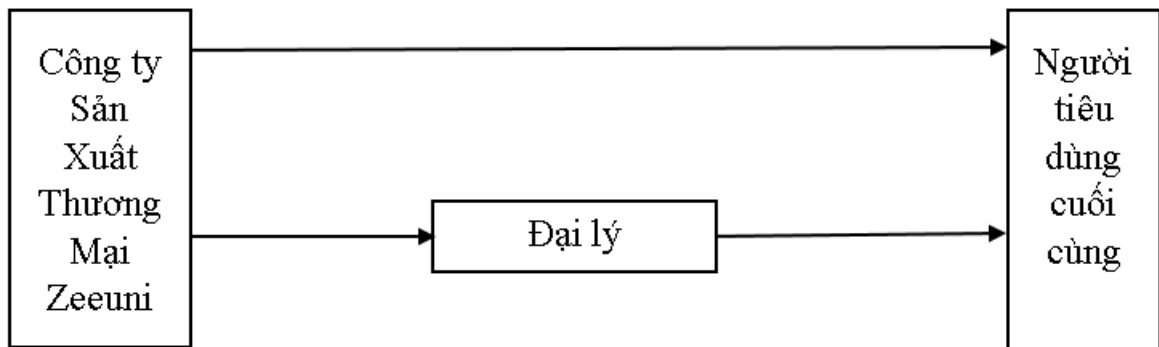 Công ty
Sản
Xuất
Thương
Mại
Zeeuni
Đại lý
Người
tiêu
dùng
cuối
cùng